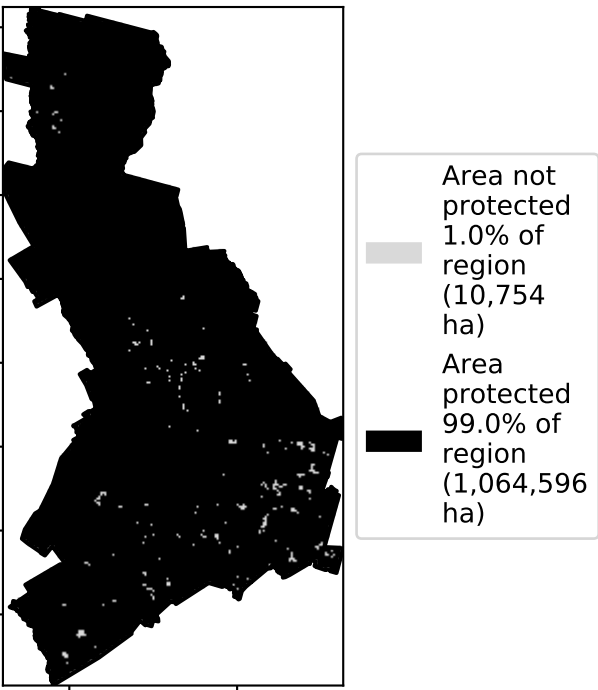 Area not
protected
1.0% of
region
(10,754
ha)
Area
protected
99.0% of
region
(1,064,596
ha)